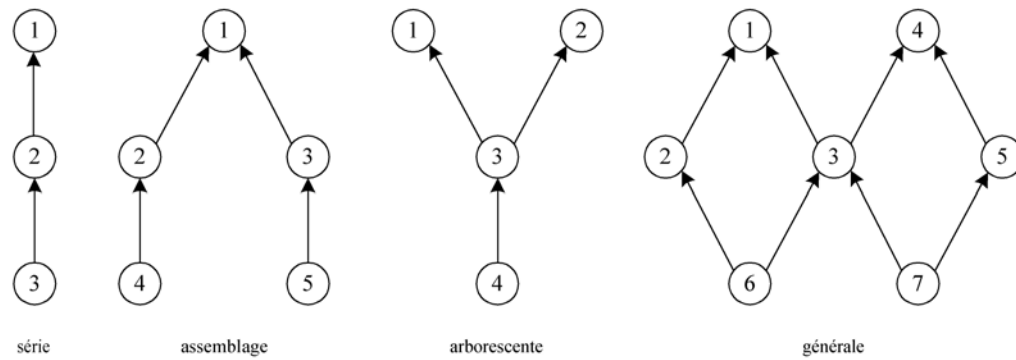 1 1 1 2 1 4
2 2 3 3 2 3 5
3 4 5 4 6 7
série assemblage arborescente générale